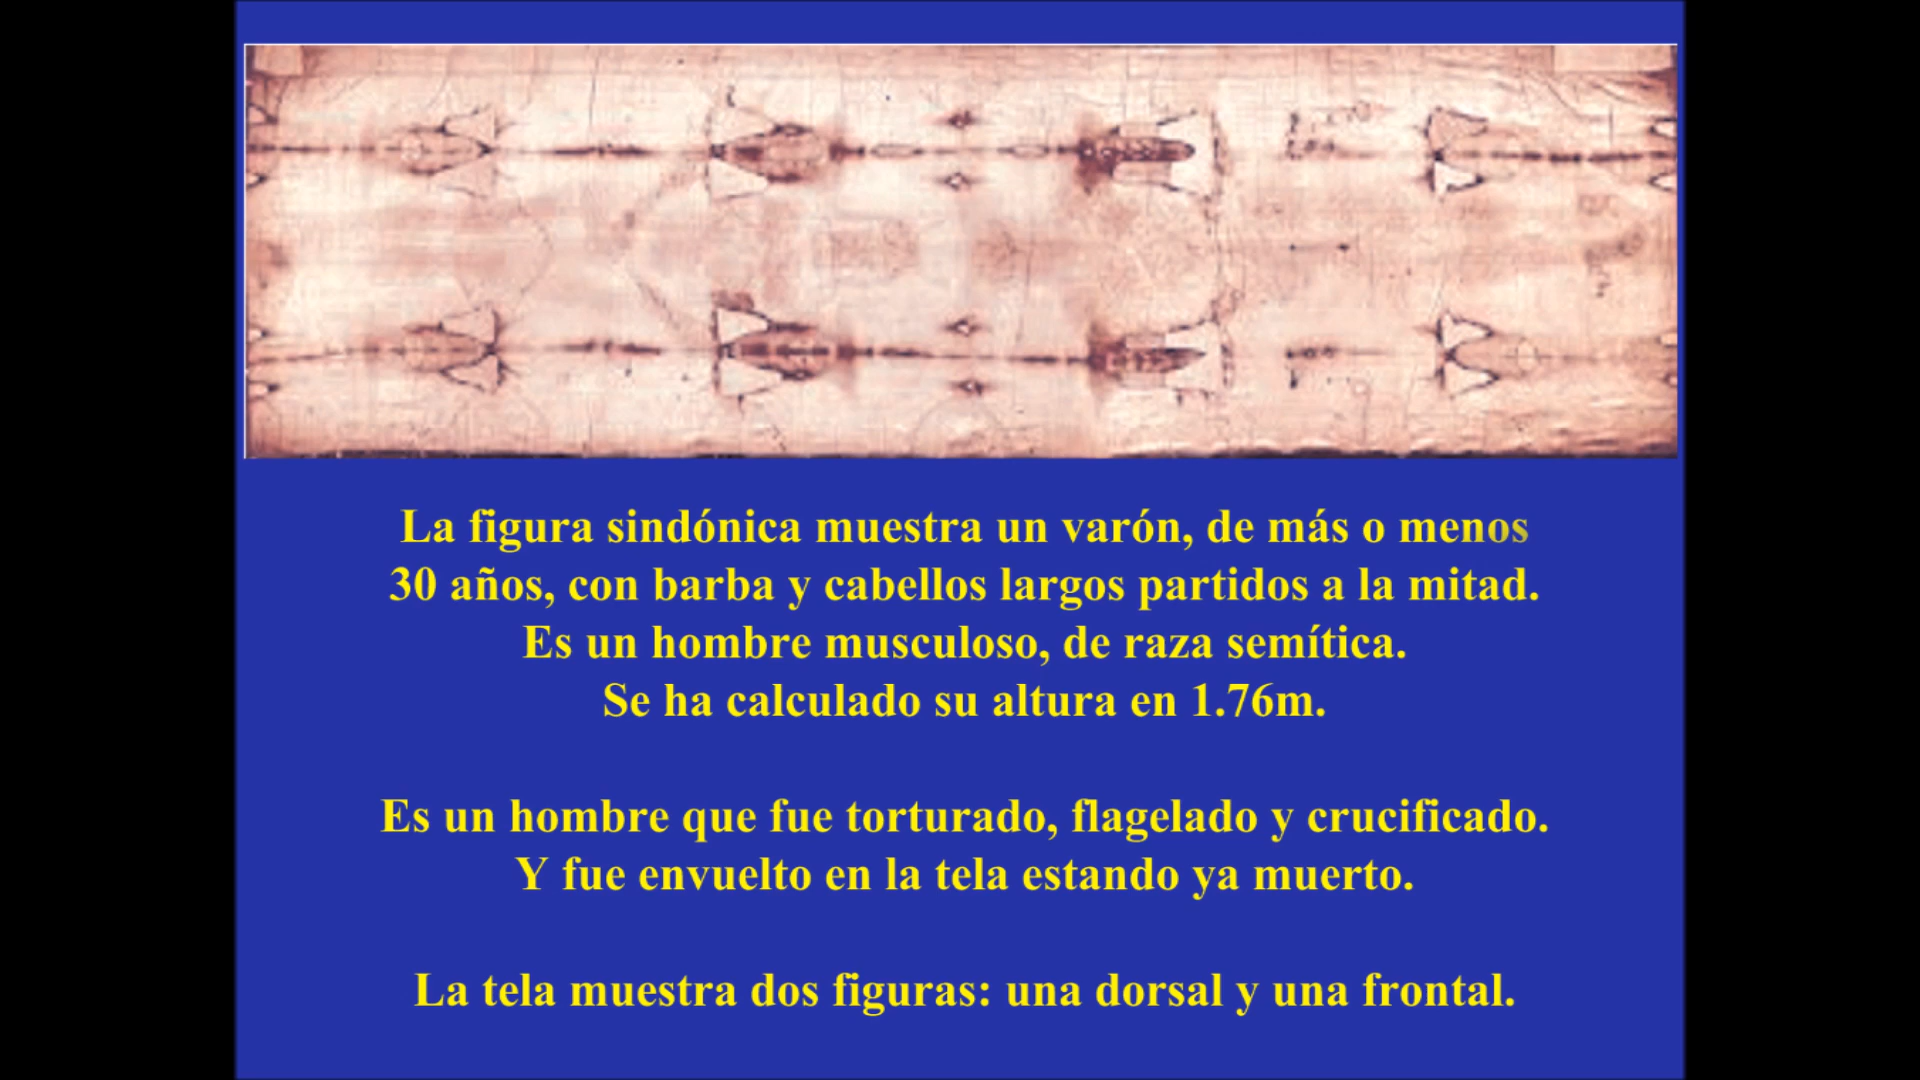 La figura sindónica muestra un varón, de más o menos
30 años, con barba y cabellos largos partidos a la mitad.
Es un hombre musculoso, de raza semítica.
Se ha calculado su altura en 1.76m.
Es un hombre que fue torturado, flagelado y crucificado.
Y fue envuelto en la tela estando ya muerto.
La tela muestra dos figuras: una dorsal y una frontal.